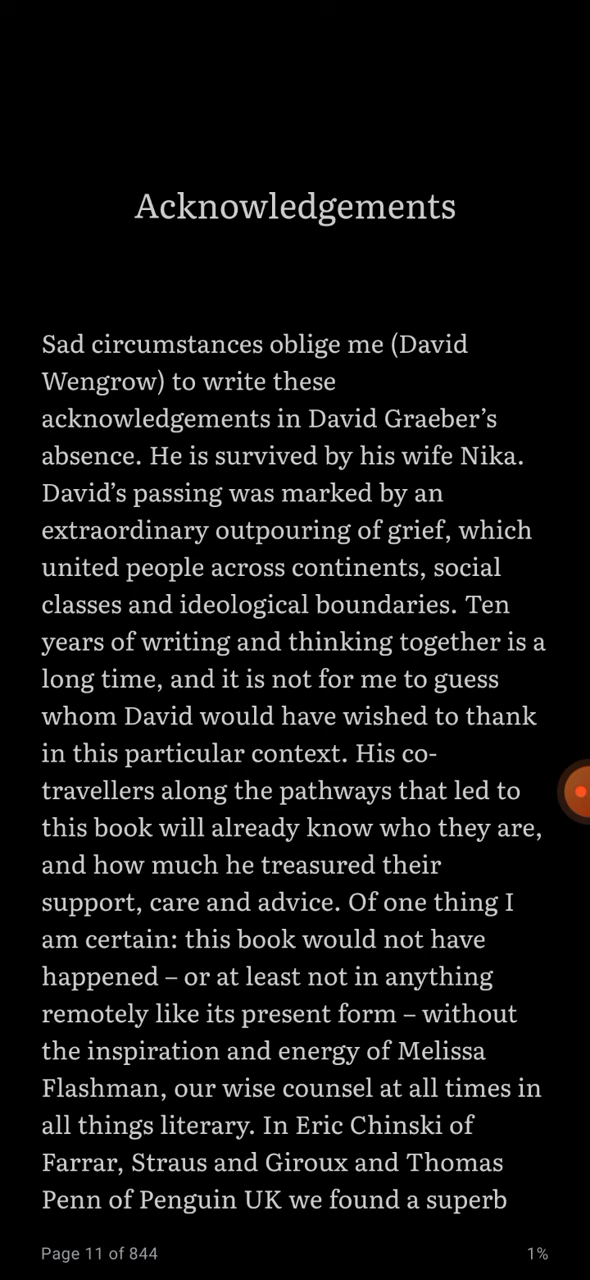 Acknowledgements
Sad circumstances oblige me (David
Wengrow) to write these
acknowledgements in David Graeber’s
absence. He is survived by his wife Nika.
David’s passing was marked by an
extraordinary outpouring of grief, which
united people across continents, social
classes and ideological boundaries. Ten
years of writing and thinking together is a
long time, and it is not for me to guess
whom David would have wished to thank
in this particular context. His co-
travellers along the pathways that led to
this book will already know who they are,
and how much he treasured their
support, care and advice. Of one thing I
am certain: this book would not have
happened – or at least not in anything
remotely like its present form – without
the inspiration and energy of Melissa
Flashman, our wise counsel at all times in
all things literary. In Eric Chinski of
Farrar, Straus and Giroux and Thomas
Penn of Penguin UK we found a superb
Page 11 of 844 1%